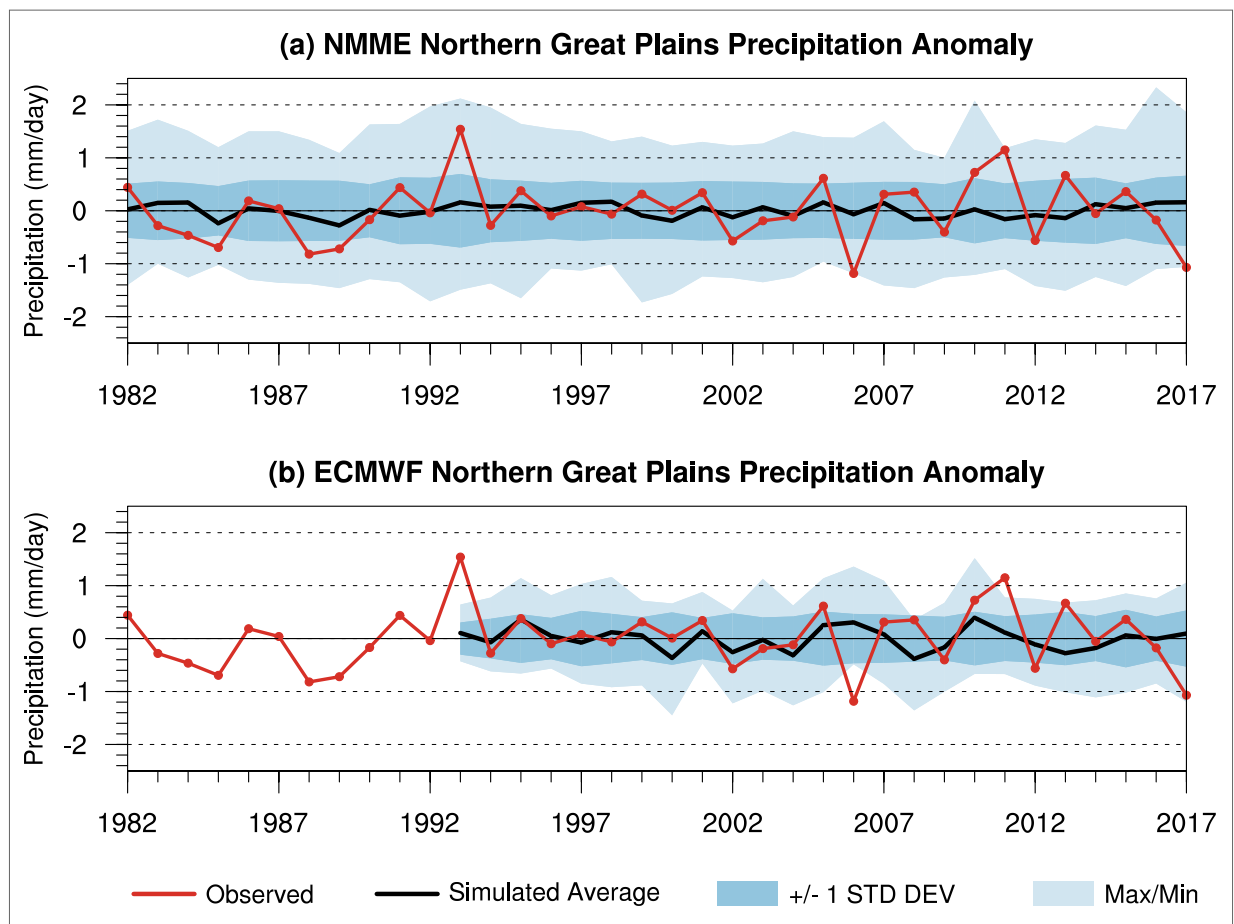 (a) NMME Northern Great Plains Precipitation Anomaly
Precipitation (mm/day)
2
1
0
-1
-2
1982 1987 1992 1997 2002 2007 2012 2017
(b) ECMWF Northern Great Plains Precipitation Anomaly
Precipitation (mm/day)
2
1
0
-1
-2
1982 1987 1992 1997 2002 2007 2012 2017
Observed Simulated Average +/- 1 STD DEV Max/Min